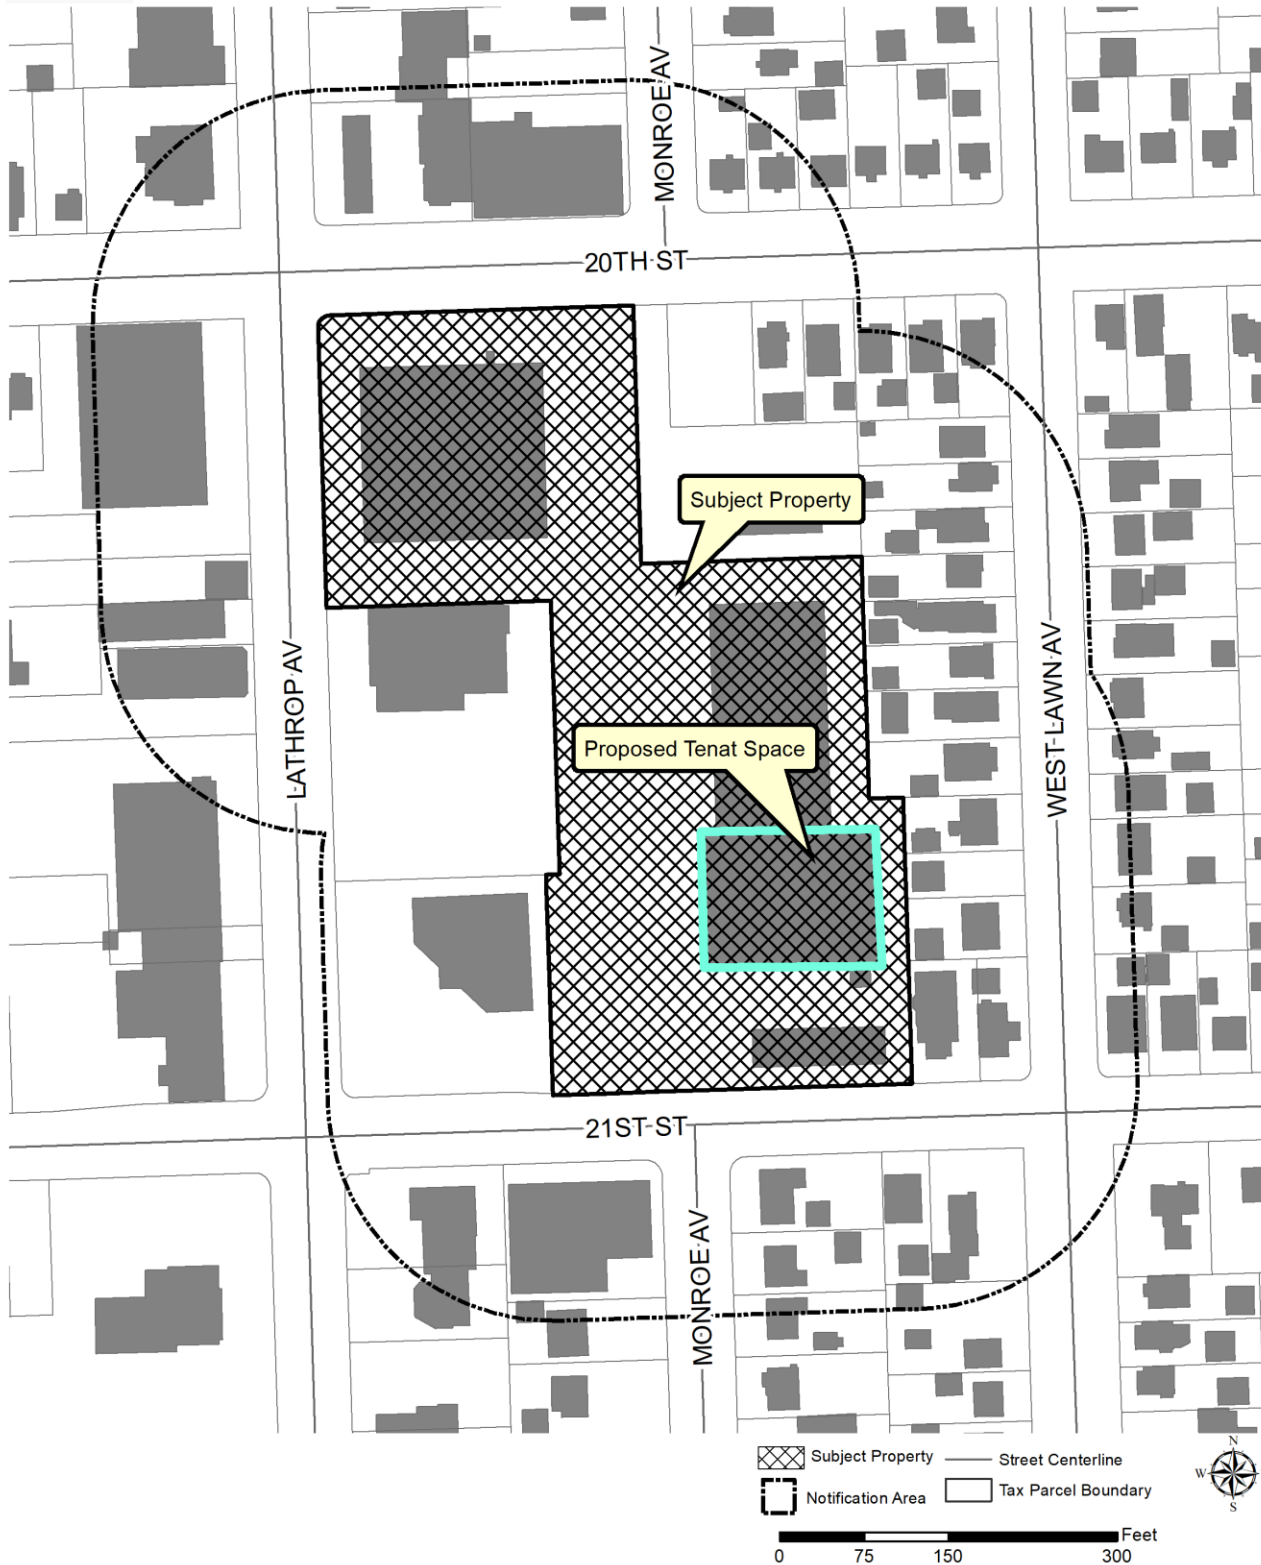 MONROE AV
20TH ST
Subject Property
LATHROP AV
WEST LAWN AV
Proposed Tenat Space
21ST ST
MONROE AV
Subject Property
Street Centerline
Notification Area
Tax Parcel Boundary
N
W
S
Feet
0 75 150 300